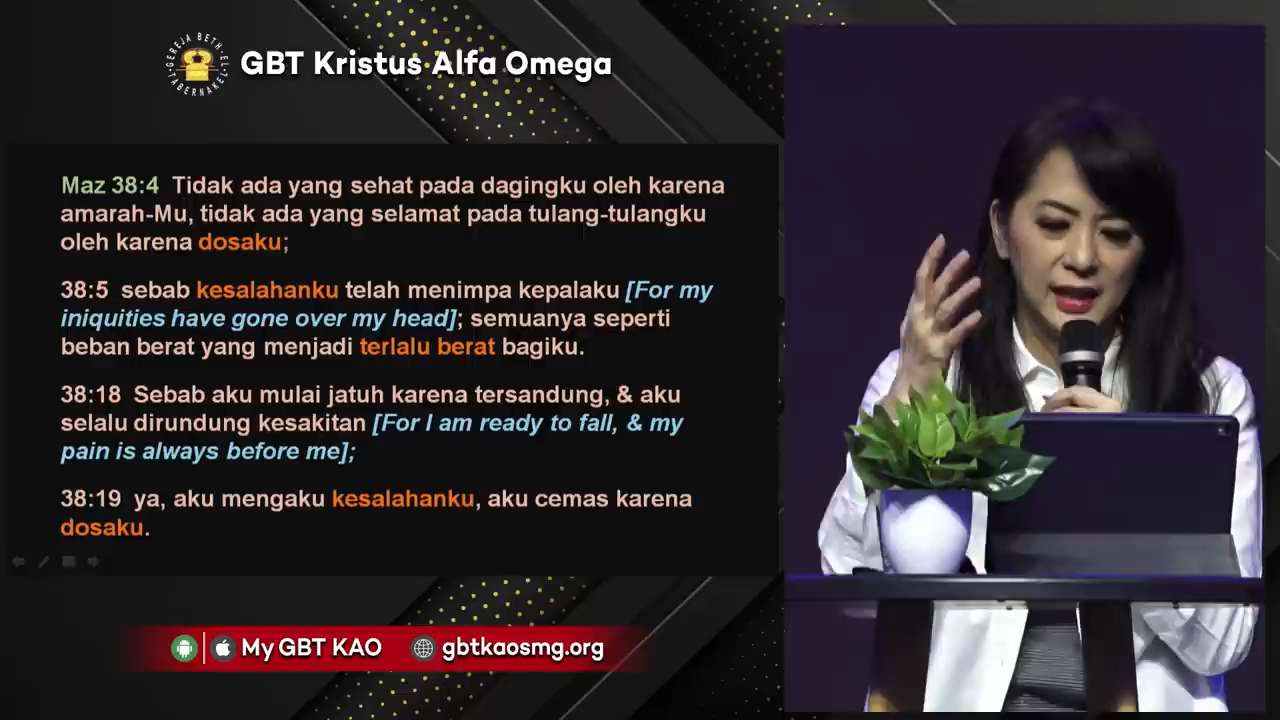 GEREJA BETH-EL TABERNAKEL
GBT Kristus Alfa Omega
Maz 38:4 Tidak ada yang sehat pada dagingku oleh karena
amarah-Mu, tidak ada yang selamat pada tulang-tulangku
oleh karena dosaku;
38:5 sebab kesalahanku telah menimpa kepalaku [For my
iniquities have gone over my head]; semuanya seperti
beban berat yang menjadi terlalu berat bagiku.
38:18 Sebab aku mulai jatuh karena tersandung, & aku
selalu dirundung kesakitan [For I am ready to fall, & my
pain is always before me];
38:19 ya, aku mengaku kesalahanku, aku cemas karena
dosaku.
My GBT KAO
gbtkaosmg.org